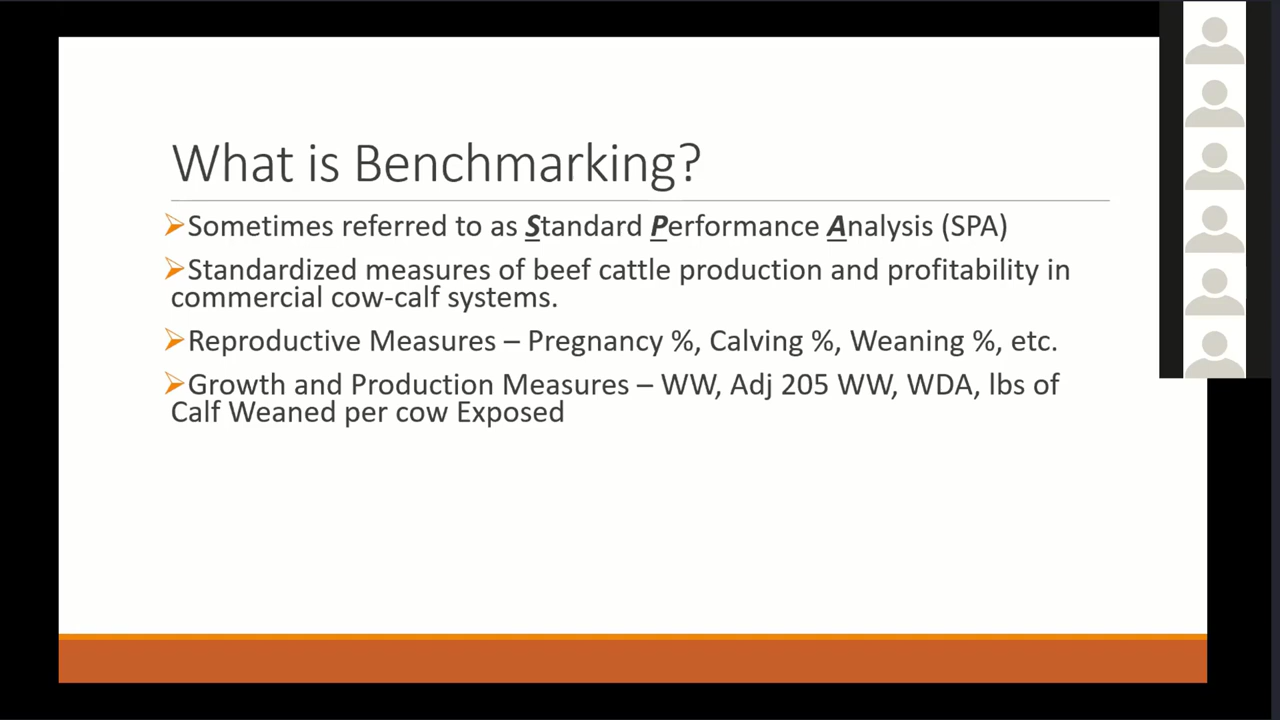 What is Benchmarking?
Sometimes referred to as Standard Performance Analysis (SPA)
Standardized measures of beef cattle production and profitability in
commercial cow-calf systems.
Reproductive Measures – Pregnancy %, Calving %, Weaning %, etc.
Growth and Production Measures – WW, Adj 205 WW, WDA, lbs of
Calf Weaned per cow Exposed